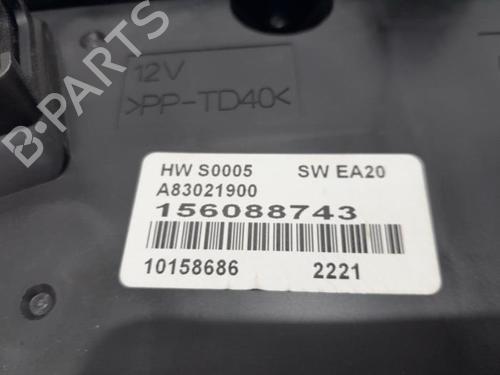 12V
>PP-TD40<
HW S0005 SW EA20
A83021900
156088743
10158686 2221
B-PARTS